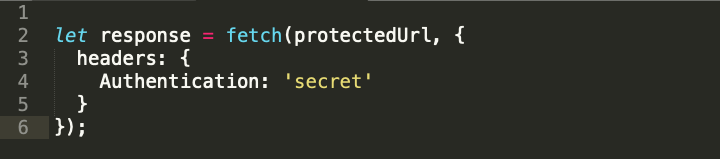 1
2 let response = fetch(protectedUrl, {
3 headers: {
4 Authentication: 'secret'
5 }
6 });